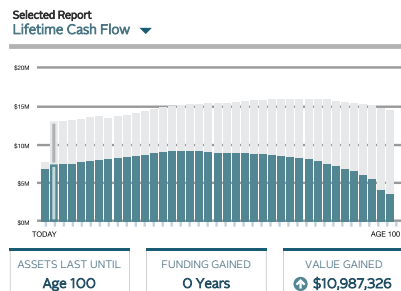 Selected Report
Lifetime Cash Flow
$20M
$15M
$10M
$5M
$0M
TODAY
AGE 100
ASSETS LAST UNTIL
Age 100
FUNDING GAINED
0 Years
VALUE GAINED
$10,987,326